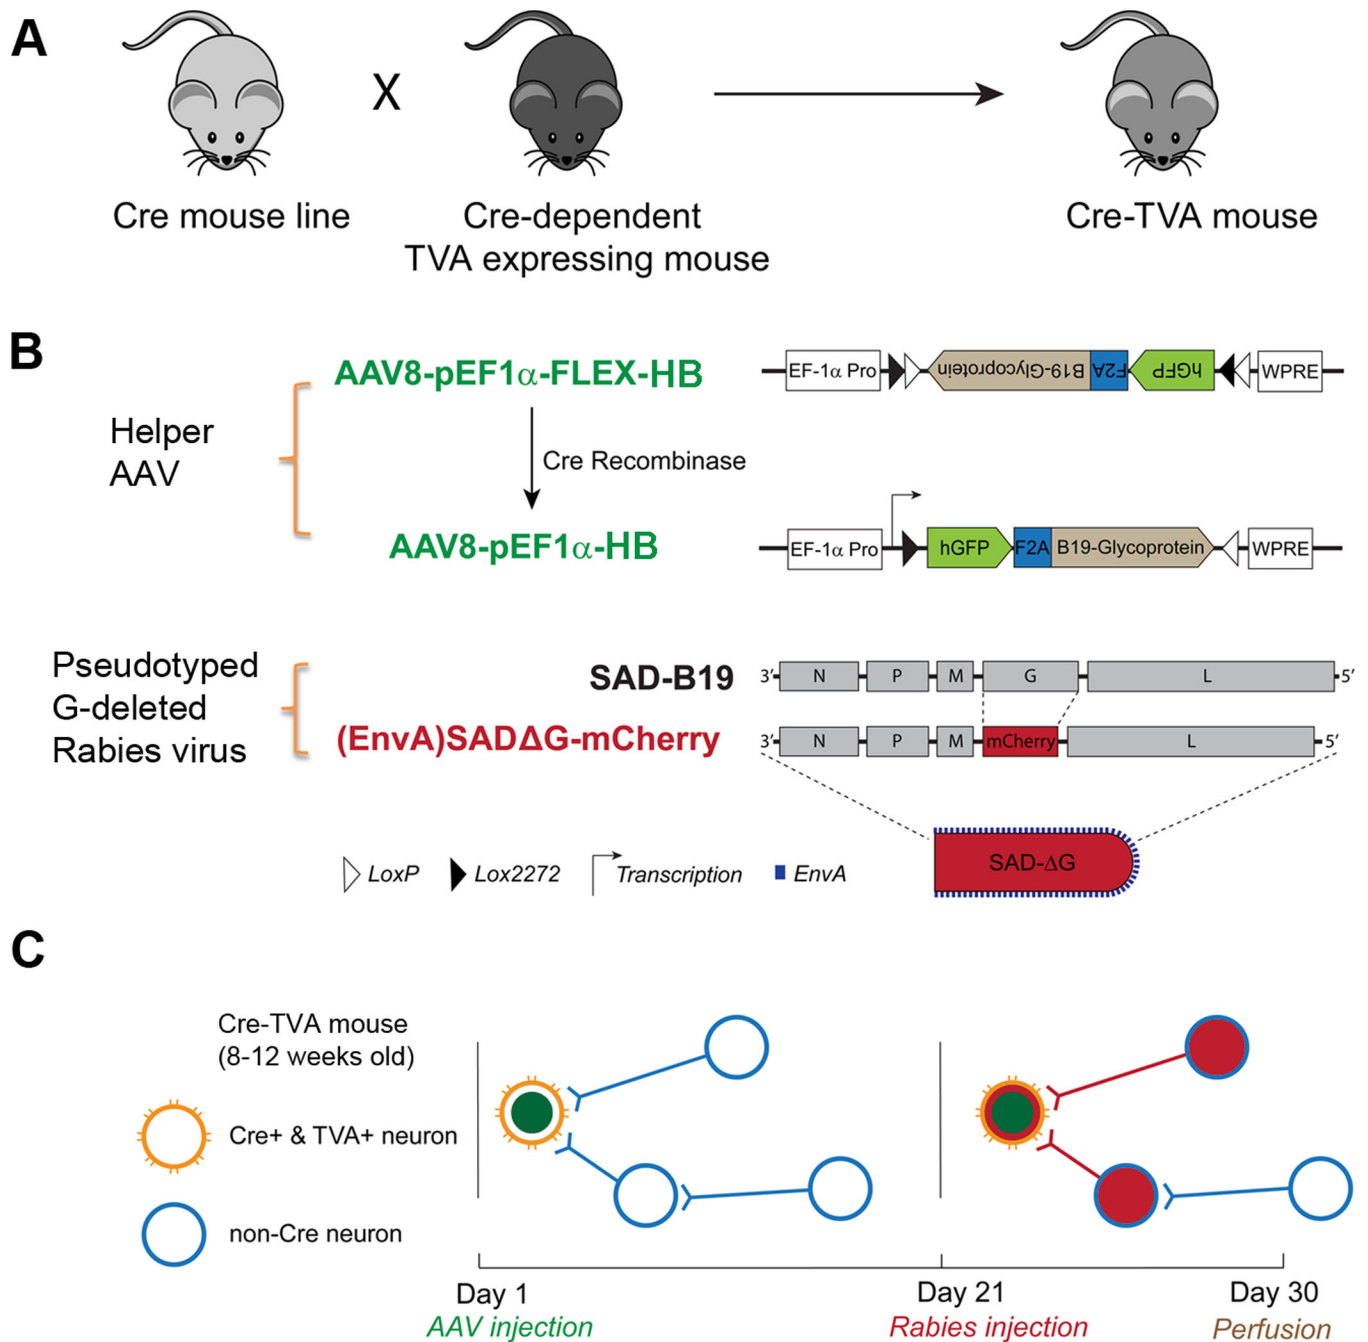 A
X
Cre mouse line
Cre-dependent
TVA expressing mouse
Cre-TVA mouse
B
Helper
AAV
AAV8-pEF1α-FLEX-HB
Cre Recombinase
AAV8-pEF1α-HB
EF-1α Pro
B19-Glycoprotein
F2A
hGFP
WPRE
EF-1α Pro
hGFP
F2A
B19-Glycoprotein
WPRE
Pseudotyped
G-deleted
Rabies virus
SAD-B19
3’ N P M G L 5’
(EnvA)SADΔG-mCherry
3’ N P M mCherry L 5’
SAD-ΔG
LoxP
Lox2272
Transcription
EnvA
C
Cre-TVA mouse
(8-12 weeks old)
Cre+ & TVA+ neuron
non-Cre neuron
Day 1
AAV injection
Day 21
Rabies injection
Day 30
Perfusion